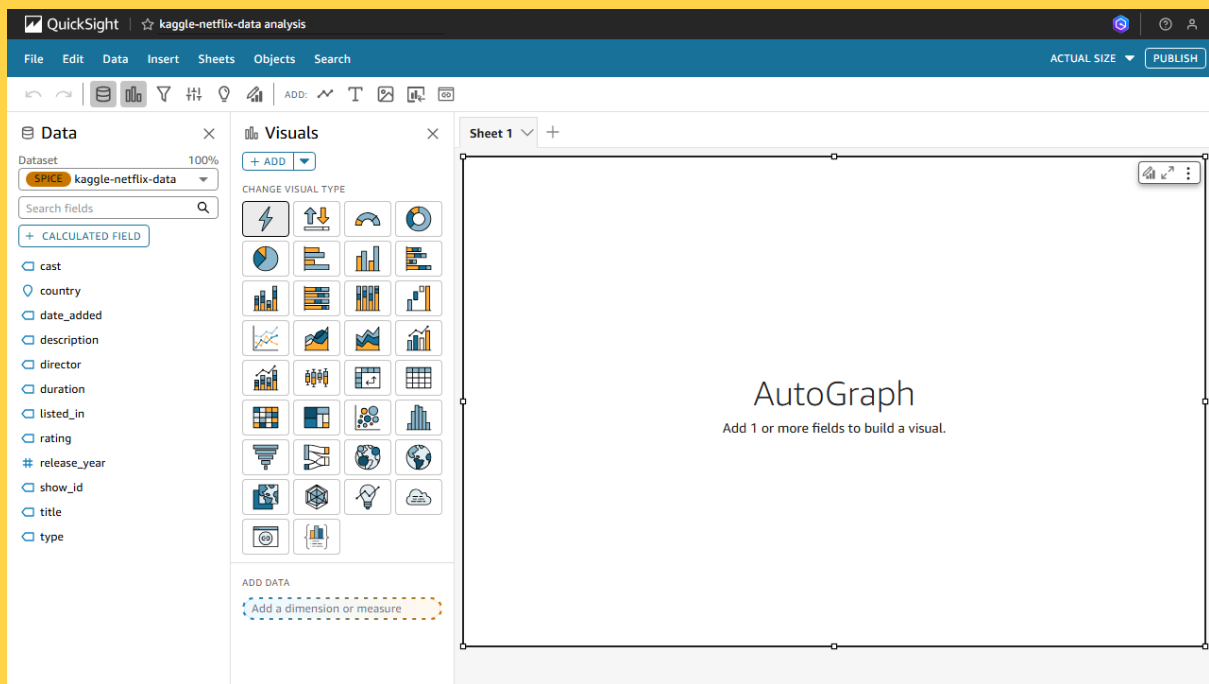 QuickSight
kaggle-netflix-data analysis
File Edit Data Insert Sheets Objects Search
ACTUAL SIZE
PUBLISH
ADD:
Data
Dataset 100%
SPICE kaggle-netflix-data
Search fields
+ CALCULATED FIELD
cast
country
date_added
description
director
duration
listed_in
rating
# release_year
show_id
title
type
Visuals
+ ADD
CHANGE VISUAL TYPE
ADD DATA
Add a dimension or measure
Sheet 1
AutoGraph
Add 1 or more fields to build a visual.